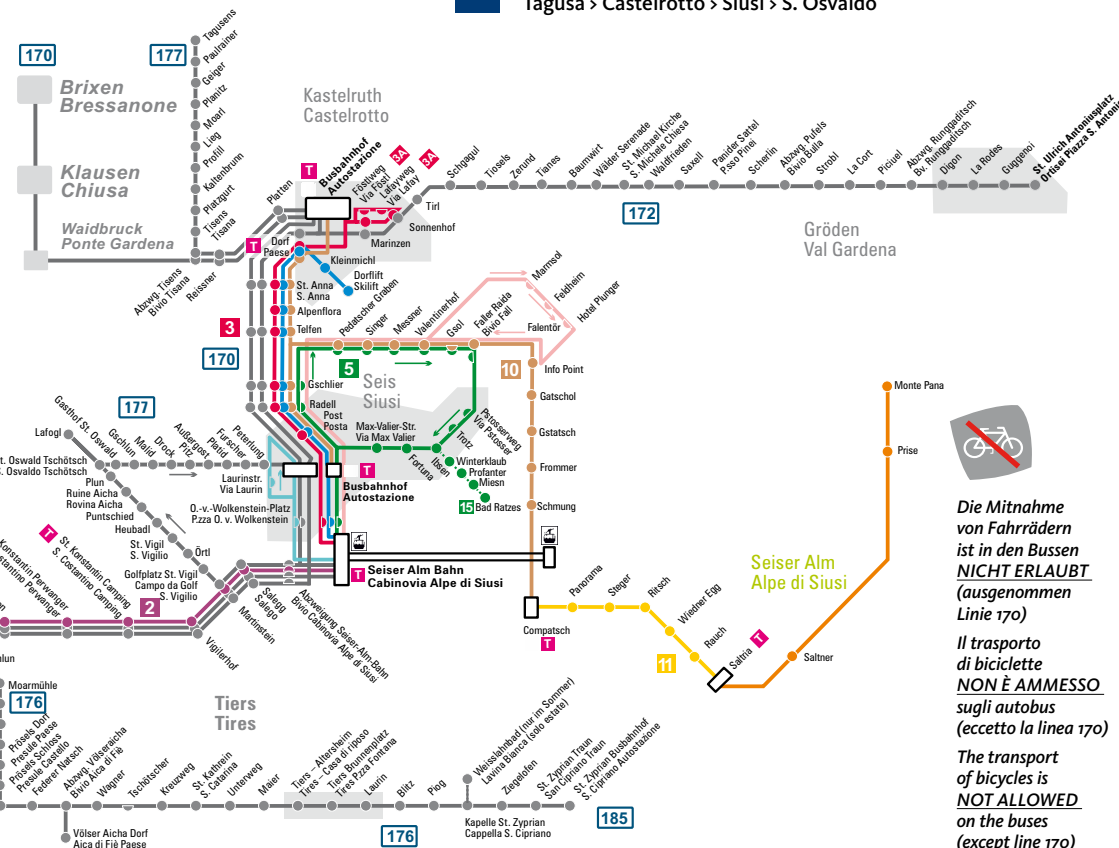 Tagusa > Castelrotto > Siusi > S. Osvaldo
170
177
Brixen
Bressanone
Klausen
Chiusa
Waidbruck
Ponte Gardena
Tagusens
Paulrainer
Geiger
Planitz
Moarl
Lieg
Profill
Kaltenbrunn
Platzgurt
Tisens
Tisana
Abzwg. Tisens
Bivio Tisana
Reissner
Platten
Kastelruth
Castelrotto
T
Busbahnhof
Autostazione
Föstlweg
Via Föstl
3A
Lafayweg
Via Lafay
3A
Tirl
Sonnenhof
Marinzen
Schgagul
Tiosels
Zerund
Tianes
Baumwirt
Wälder Serenade
St. Michael Kirche
S. Michele Chiesa
Waldfrieden
Saxell
Panider Sattel
P.sso Pinei
Scherlin
Abzwg. Pufels
Bivio Bulla
Strobl
La Cort
Piciuel
Abzwg. Runggaditsch
Bv. Runggaditsch
Digon
La Rodes
Guggenoi
St. Ulrich Antoniusplatz
Ortisei Piazza S. Antonio
172
Gröden
Val Gardena
T
Dorf
Paese
Kleinmichl
Dorflift
Skilift
St. Anna
S. Anna
Alpenflora
Telfen
3
170
Gschlier
Radell
Post
Posta
Pedatscher Graben
Singer
Messner
Valentinerhof
Gsol
Faller Raida
Bivio Fall
Marmsol
Feldheim
Hotel Plunger
Falentör
5
Seis
Siusi
10
Info Point
Gatschol
Gstatsch
Frommer
Schmung
Max-Valier-Str.
Via Max Valier
Fortuna
Ibsen
Trotz
Pstosserweg
Via Pstosser
Winterklaub
Profanter
Miesn
15
Bad Ratzes
T
Busbahnhof
Autostazione
177
Lafogl
Gasthof St. Oswald
Gschlun
Malid
Drock
Außergost
Pitz
Platid
Furscher
Peterlung
t. Oswald Tschötsch
S. Osvaldo Tschötsch
Plun
Ruine Aicha
Rovina Aicha
Puntschied
Heubadl
St. Vigil
S. Vigilio
Örtl
Golfplatz St. Vigil
Campo da Golf
S. Vigilio
Laurinstr.
Via Laurin
O.-v.-Wolkenstein-Platz
P.zza O. v. Wolkenstein
T
Seiser Alm Bahn
Cabinovia Alpe di Siusi
T
St. Konstantin Camping
S. Costantino Camping
Konstantin Perwanger
stantino Perwanger
2
Vigilerhof
Martinstein
Salegg
Salego
Abzweigung Seiser-Alm-Bahn
Bivio Cabinovia Alpe di Siusi
Compatsch
T
Panorama
Steger
Ritsch
Wiedner Egg
Rauch
11
Saltria
T
Saltner
Prise
Monte Pana
Seiser Alm
Alpe di Siusi
Tiers
Tires
Moarmühle
176
Prösels Dorf
Presule Paese
Prösels Schloss
Presule Castello
Federer Natsch
Abzwg. Völseraicha
Bivio Aica di Fiè
Wagner
Tschötscher
Kreuzweg
St. Kathrein
S. Catarina
Unterweg
Maier
Tiers – Altersheim
Tires – Casa di riposo
Tiers Brunnenplatz
Tires P.zza Fontana
Laurin
Blitz
Piog
Weisslahnbad (nur im Sommer)
Lavina Bianca (solo estate)
Kapelle St. Zyprian
Cappella S. Cipriano
Ziegelofen
St. Zyprian Traun
San Cipriano Traun
St. Zyprian Busbahnhof
S. Cipriano Autostazione
176
185
Völser Aicha Dorf
Aica di Fiè Paese
Die Mitnahme
von Fahrrädern
ist in den Bussen
NICHT ERLAUBT
(ausgenommen
Linie 170)
Il trasporto
di biciclette
NON È AMMESSO
sugli autobus
(eccetto la linea 170)
The transport
of bicycles is
NOT ALLOWED
on the buses
(except line 170)